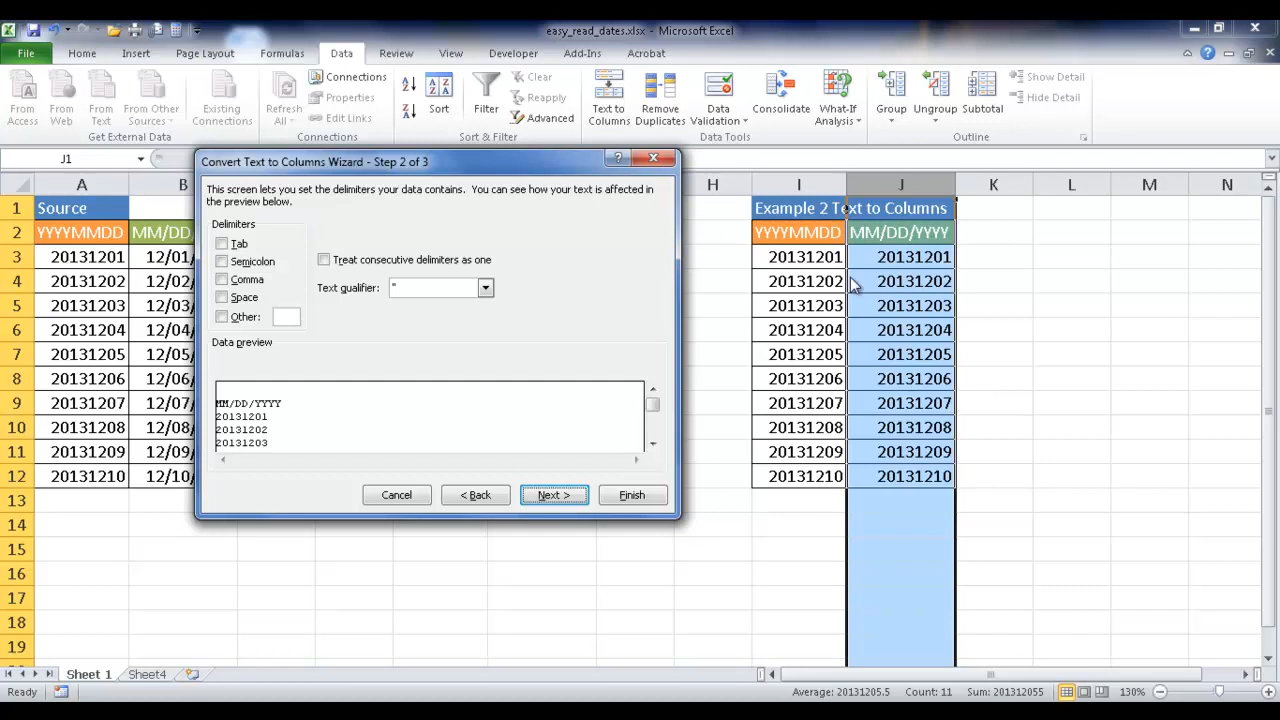 easy_read_dates.xlsx - Microsoft Excel
File Home Insert Page Layout Formulas Data Review View Developer Add-Ins Acrobat
From Access
From Web
From Text
From Other Sources
Existing Connections
Get External Data
Refresh All
Connections
Properties
Edit Links
Connections
Sort
Filter
Clear
Reapply
Advanced
Sort & Filter
Text to Columns
Remove Duplicates
Data Validation
Consolidate
What-If Analysis
Data Tools
Group
Ungroup
Subtotal
Show Detail
Hide Detail
Outline
J1
A B H I J K L M N
1 Source Example 2 Text to Columns
2 YYYYMMDD MM/DD/ YYYYMMDD MM/DD/YYYY
3 20131201 12/01/ 20131201 20131201
4 20131202 12/02/ 20131202 20131202
5 20131203 12/03/ 20131203 20131203
6 20131204 12/04/ 20131204 20131204
7 20131205 12/05/ 20131205 20131205
8 20131206 12/06/ 20131206 20131206
9 20131207 12/07/ 20131207 20131207
10 20131208 12/08/ 20131208 20131208
11 20131209 12/09/ 20131209 20131209
12 20131210 12/10/ 20131210 20131210
13
14
15
16
17
18
19
Convert Text to Columns Wizard - Step 2 of 3
This screen lets you set the delimiters your data contains. You can see how your text is affected in
the preview below.
Delimiters
Tab
Semicolon
Comma
Space
Other:
Treat consecutive delimiters as one
Text qualifier: "
Data preview
MM/DD/YYYY
20131201
20131202
20131203
Cancel < Back Next > Finish
Sheet 1 Sheet4
Ready Average: 20131205.5 Count: 11 Sum: 201312055 130%